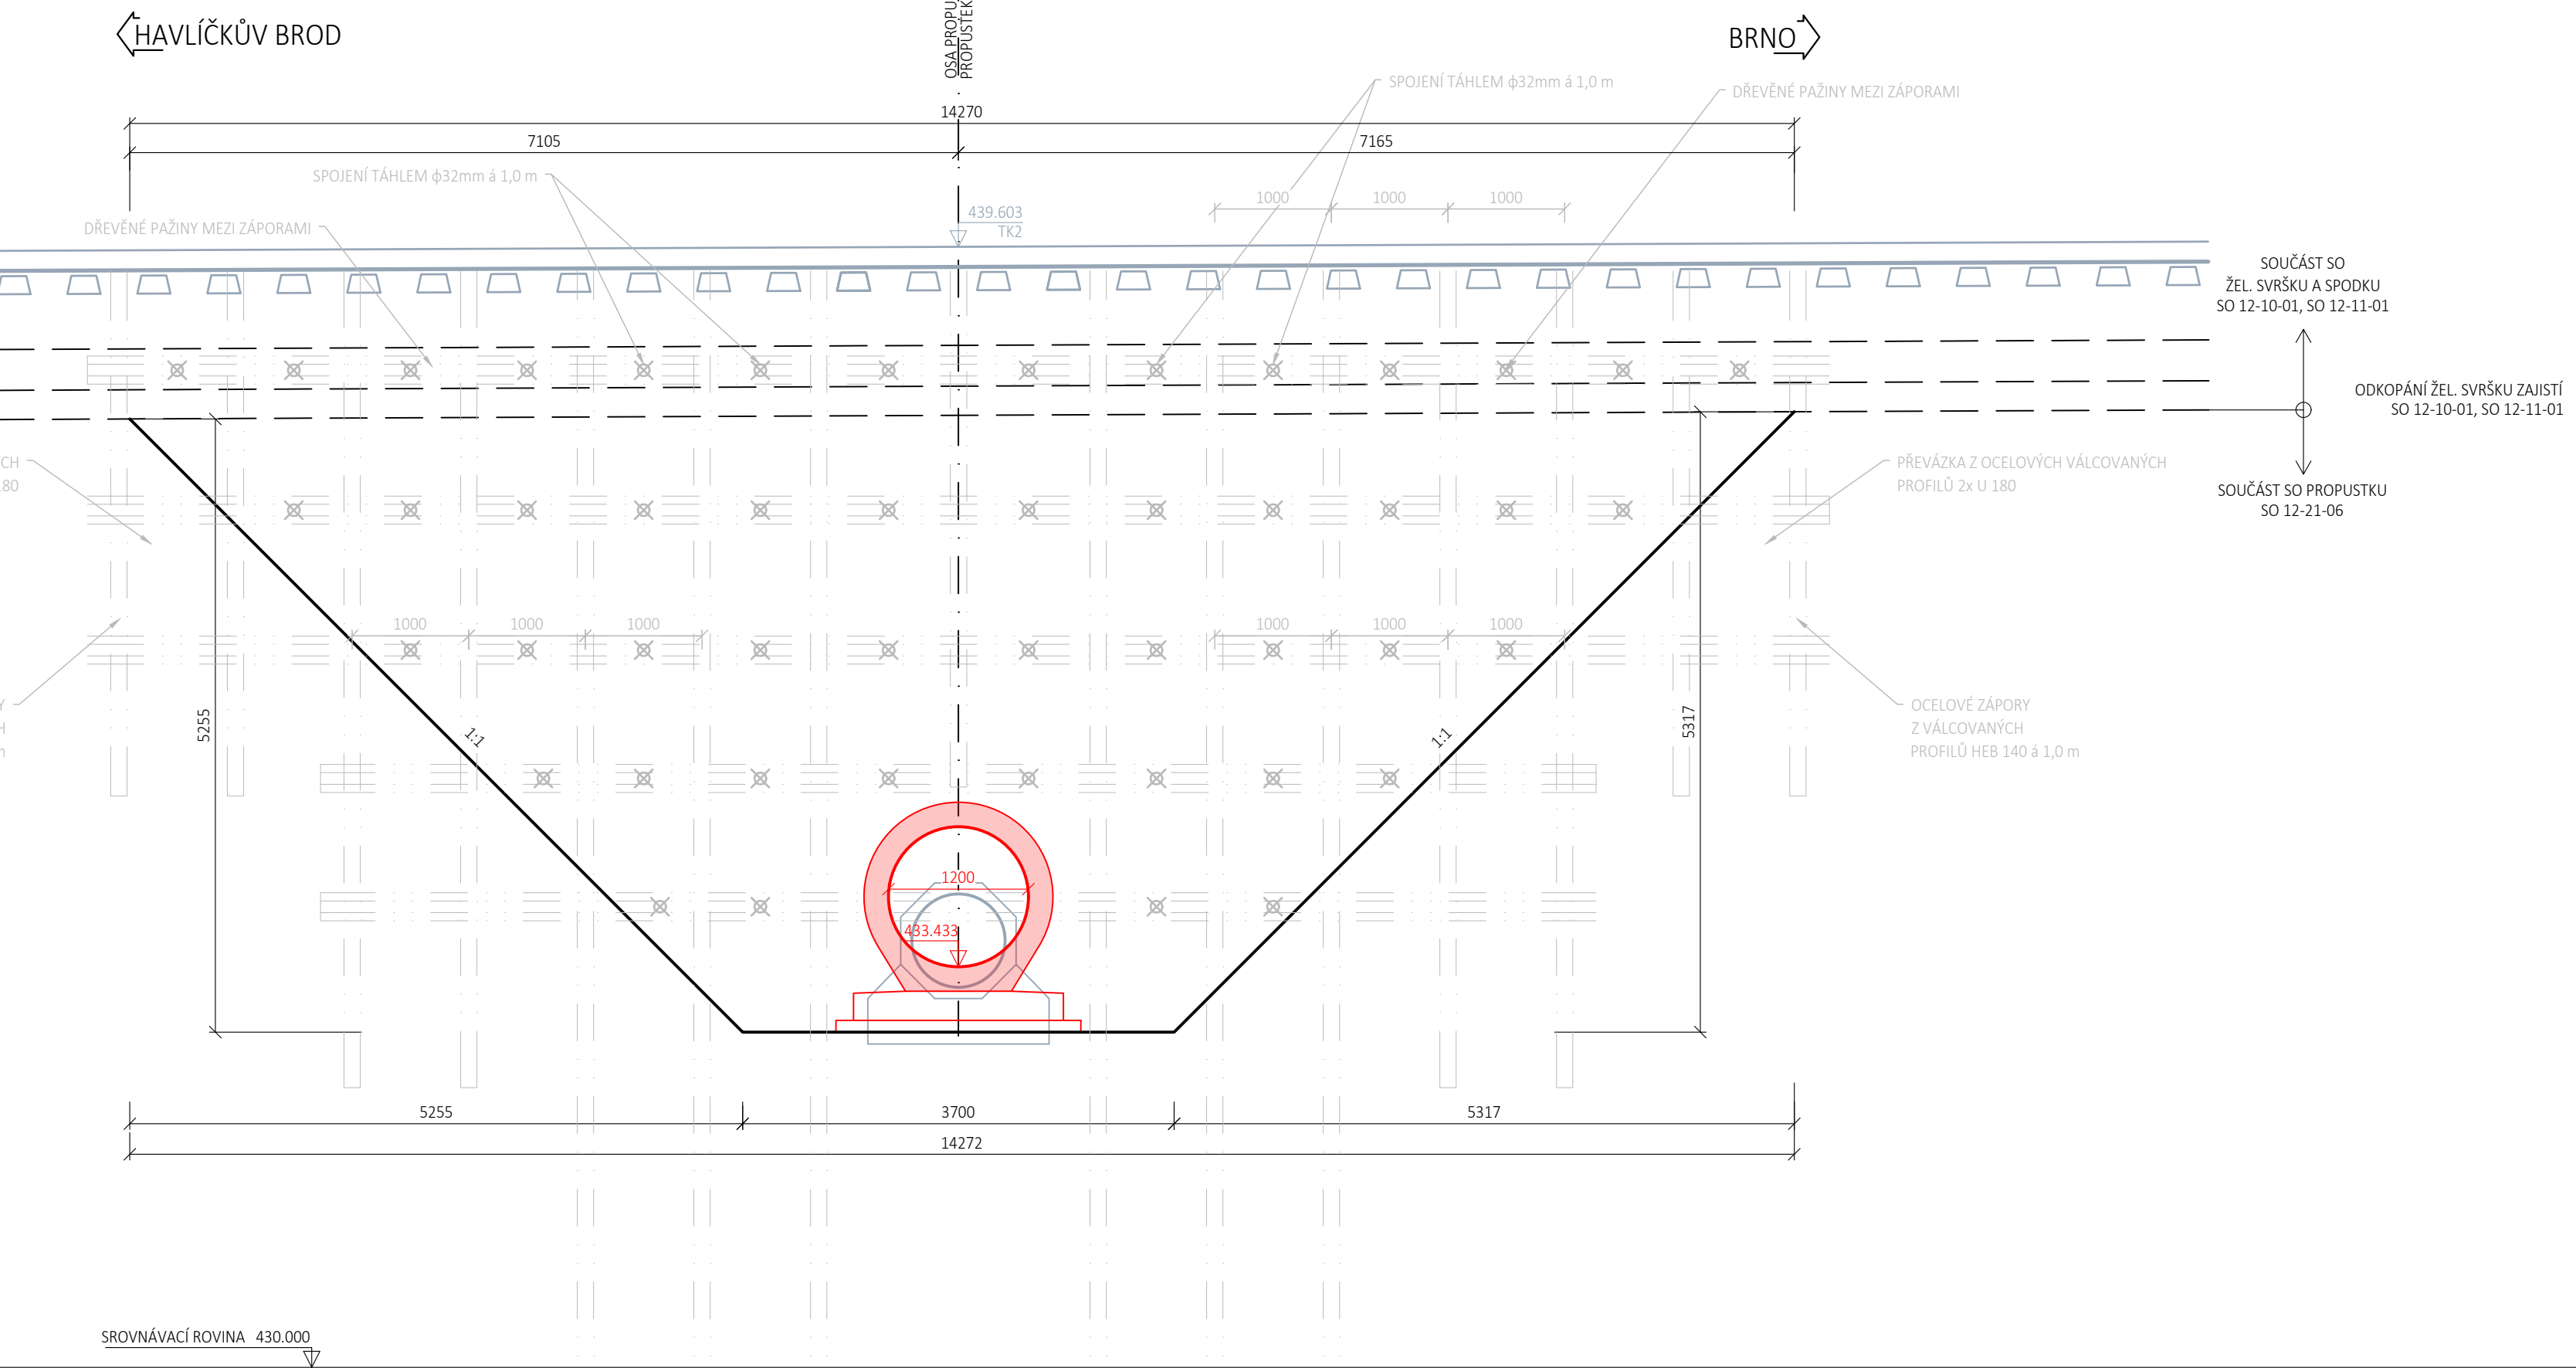 HAVLÍČKŮV BROD
BRNO
PROPUSTEK
14270
7105
7165
SPOJENÍ TÁHLEM ϕ32mm á 1,0 m
DŘEVĚNÉ PAŽINY MEZI ZÁPORAMI
SPOJENÍ TÁHLEM ϕ32mm á 1,0 m
DŘEVĚNÉ PAŽINY MEZI ZÁPORAMI
1000
1000
1000
439.603
TK2
SOUČÁST SO
ŽEL. SVRŠKU A SPODKU
SO 12-10-01, SO 12-11-01
ODKOPÁNÍ ŽEL. SVRŠKU ZAJISTÍ
SO 12-10-01, SO 12-11-01
SOUČÁST SO PROPUSTKU
SO 12-21-06
PŘEVÁZKA Z OCELOVÝCH VÁLCOVANÝCH
PROFILŮ 2x U 180
1000
1000
1000
1000
1000
1000
5255
1:1
1:1
5317
OCELOVÉ ZÁPORY
Z VÁLCOVANÝCH
PROFILŮ HEB 140 á 1,0 m
1200
433.433
5255
3700
5317
14272
SROVNÁVACÍ ROVINA 430.000